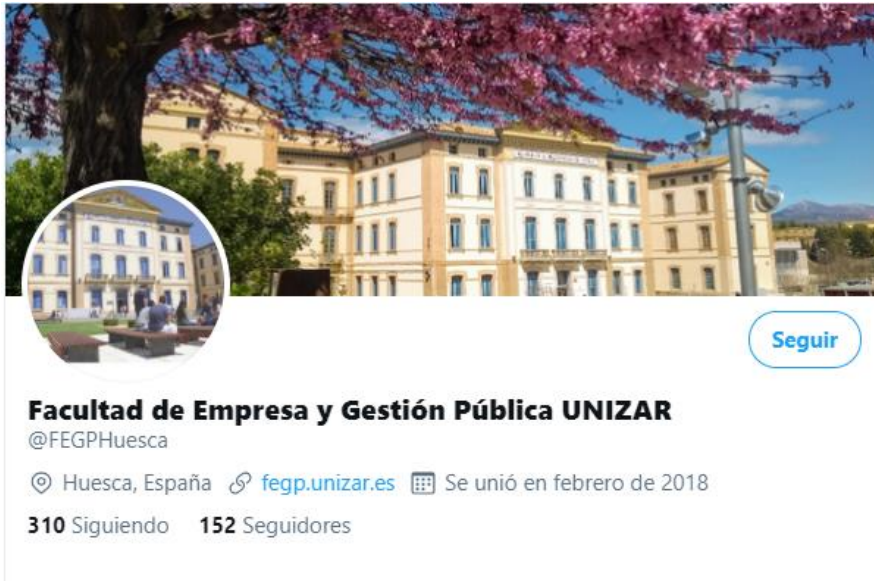 Seguir
Facultad de Empresa y Gestión Pública UNIZAR
@FEGPHuesca
Huesca, España fegp.unizar.es Se unió en febrero de 2018
310 Siguiendo 152 Seguidores